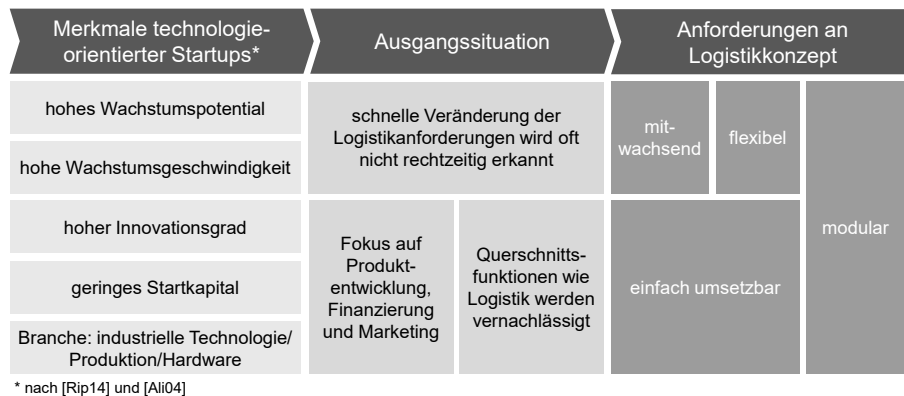 Merkmale technologie-
orientierter Startups*
Ausgangssituation
Anforderungen an
Logistikkonzept
hohes Wachstumspotential
hohe Wachstumsgeschwindigkeit
hoher Innovationsgrad
geringes Startkapital
Branche: industrielle Technologie/
Produktion/Hardware
schnelle Veränderung der
Logistikanforderungen wird oft
nicht rechtzeitig erkannt
Fokus auf
Produkt-
entwicklung,
Finanzierung
und Marketing
Querschnitts-
funktionen wie
Logistik werden
vernachlässigt
mit-
wachsend
flexibel
einfach umsetzbar
modular
* nach [Rip14] und [Ali04]